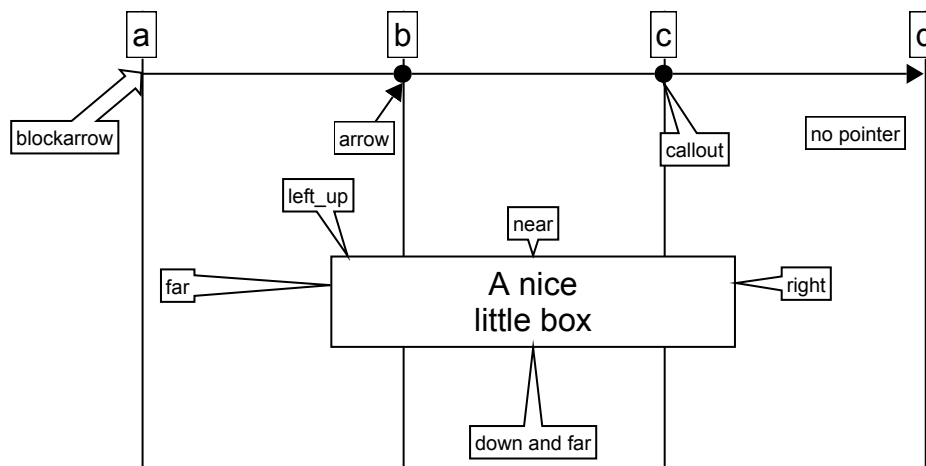 a
b
c
blockarrow
arrow
callout
no pointer
left_up
near
far
A nice
little box
right
down and far